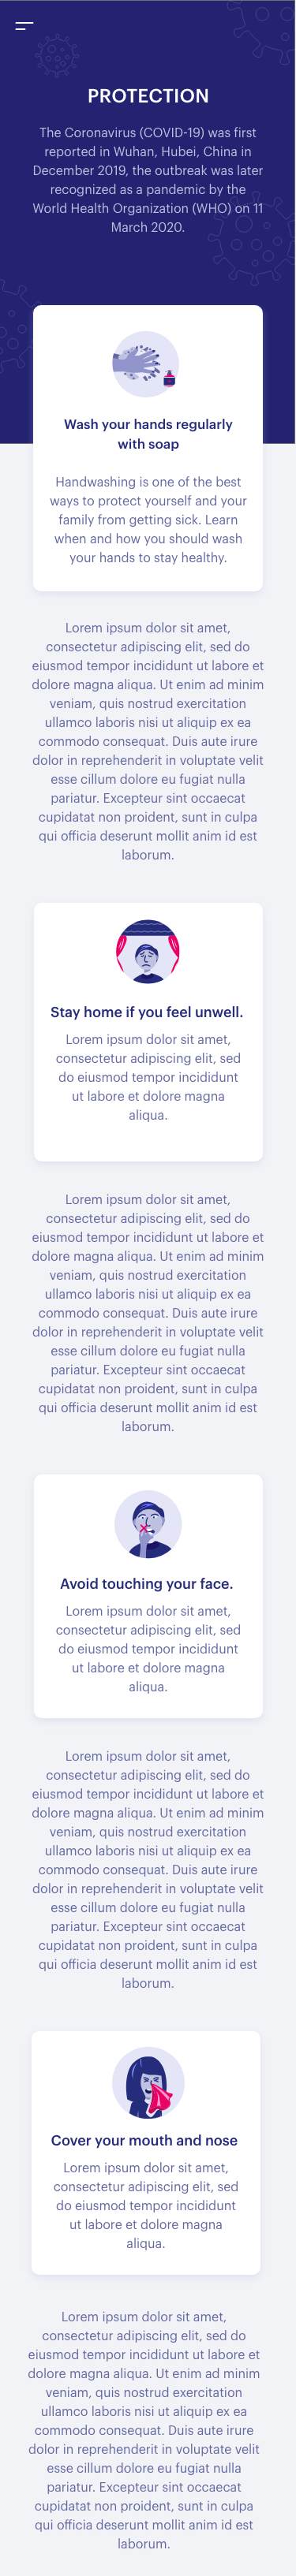 PROTECTION
The Coronavirus (COVID-19) was first
reported in Wuhan, Hubei, China in
December 2019, the outbreak was later
recognized as a pandemic by the
World Health Organization (WHO) on 11
March 2020.
Wash your hands regularly
with soap
Handwashing is one of the best
ways to protect yourself and your
family from getting sick. Learn
when and how you should wash
your hands to stay healthy.
Lorem ipsum dolor sit amet,
consectetur adipiscing elit, sed do
eiusmod tempor incididunt ut labore et
dolore magna aliqua. Ut enim ad minim
veniam, quis nostrud exercitation
ullamco laboris nisi ut aliquip ex ea
commodo consequat. Duis aute irure
dolor in reprehenderit in voluptate velit
esse cillum dolore eu fugiat nulla
pariatur. Excepteur sint occaecat
cupidatat non proident, sunt in culpa
qui officia deserunt mollit anim id est
laborum.
Stay home if you feel unwell.
Lorem ipsum dolor sit amet,
consectetur adipiscing elit, sed
do eiusmod tempor incididunt
ut labore et dolore magna
aliqua.
Lorem ipsum dolor sit amet,
consectetur adipiscing elit, sed do
eiusmod tempor incididunt ut labore et
dolore magna aliqua. Ut enim ad minim
veniam, quis nostrud exercitation
ullamco laboris nisi ut aliquip ex ea
commodo consequat. Duis aute irure
dolor in reprehenderit in voluptate velit
esse cillum dolore eu fugiat nulla
pariatur. Excepteur sint occaecat
cupidatat non proident, sunt in culpa
qui officia deserunt mollit anim id est
laborum.
Avoid touching your face.
Lorem ipsum dolor sit amet,
consectetur adipiscing elit, sed
do eiusmod tempor incididunt
ut labore et dolore magna
aliqua.
Lorem ipsum dolor sit amet,
consectetur adipiscing elit, sed do
eiusmod tempor incididunt ut labore et
dolore magna aliqua. Ut enim ad minim
veniam, quis nostrud exercitation
ullamco laboris nisi ut aliquip ex ea
commodo consequat. Duis aute irure
dolor in reprehenderit in voluptate velit
esse cillum dolore eu fugiat nulla
pariatur. Excepteur sint occaecat
cupidatat non proident, sunt in culpa
qui officia deserunt mollit anim id est
laborum.
Cover your mouth and nose
Lorem ipsum dolor sit amet,
consectetur adipiscing elit, sed
do eiusmod tempor incididunt
ut labore et dolore magna
aliqua.
Lorem ipsum dolor sit amet,
consectetur adipiscing elit, sed do
eiusmod tempor incididunt ut labore et
dolore magna aliqua. Ut enim ad minim
veniam, quis nostrud exercitation
ullamco laboris nisi ut aliquip ex ea
commodo consequat. Duis aute irure
dolor in reprehenderit in voluptate velit
esse cillum dolore eu fugiat nulla
pariatur. Excepteur sint occaecat
cupidatat non proident, sunt in culpa
qui officia deserunt mollit anim id est
laborum.